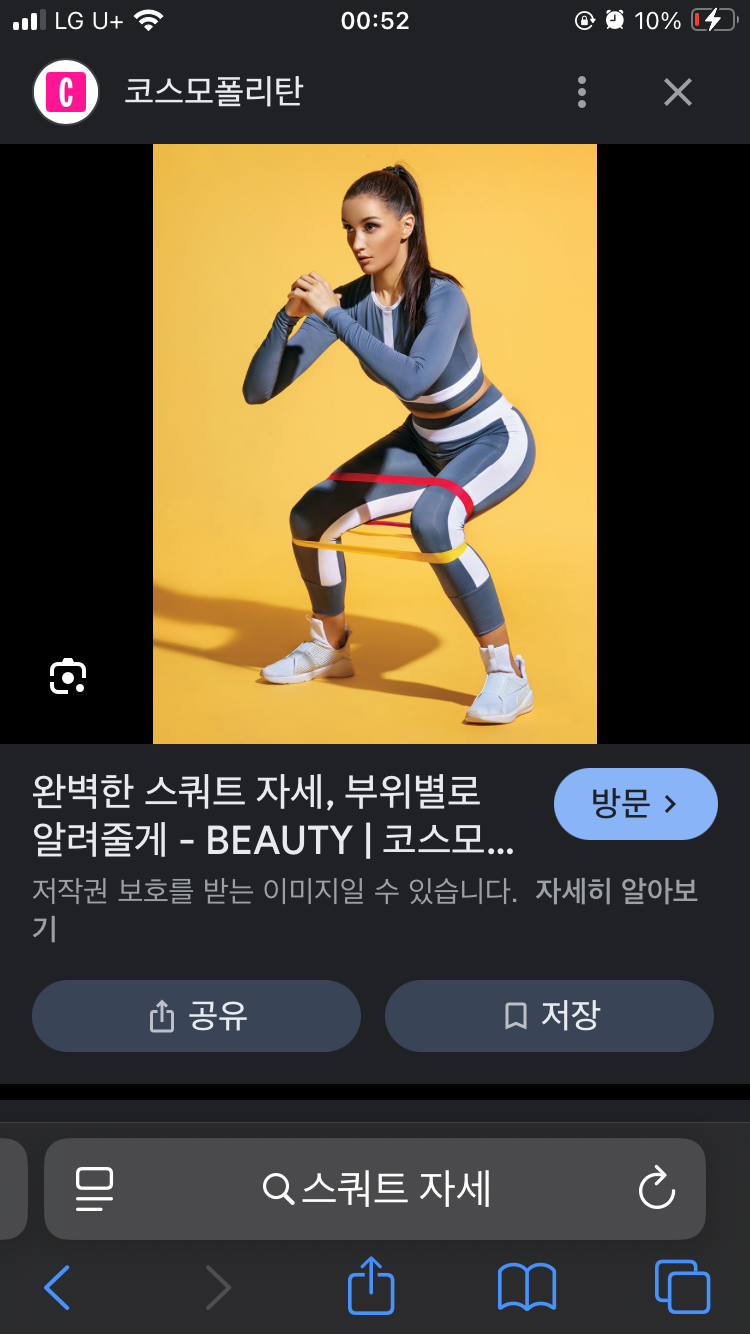 LG U+ 00:52 10%
C 코스모폴리탄
완벽한 스쿼트 자세, 부위별로
알려줄게 - BEAUTY | 코스모...
방문
저작권 보호를 받는 이미지일 수 있습니다. 자세히 알아보
기
공유 저장
스쿼트 자세